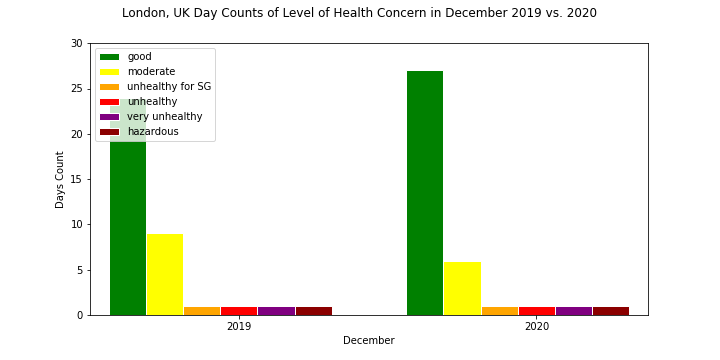 London, UK Day Counts of Level of Health Concern in December 2019 vs. 2020
30
25
20
15
10
5
0
Days Count
good
moderate
unhealthy for SG
unhealthy
very unhealthy
hazardous
2019
2020
December